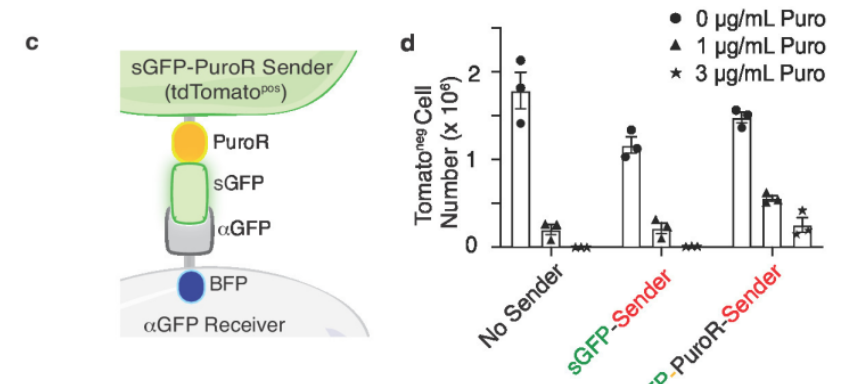 c
sGFP-PuroR Sender
(tdTomatoᵖᵒˢ)
PuroR
sGFP
αGFP
BFP
αGFP Receiver
d
● 0 µg/mL Puro
▲ 1 µg/mL Puro
★ 3 µg/mL Puro
Tomatoⁿᵉᵍ Cell
Number (x 10⁶)
2
1
0
No Sender
sGFP-Sender
-PuroR-Sender